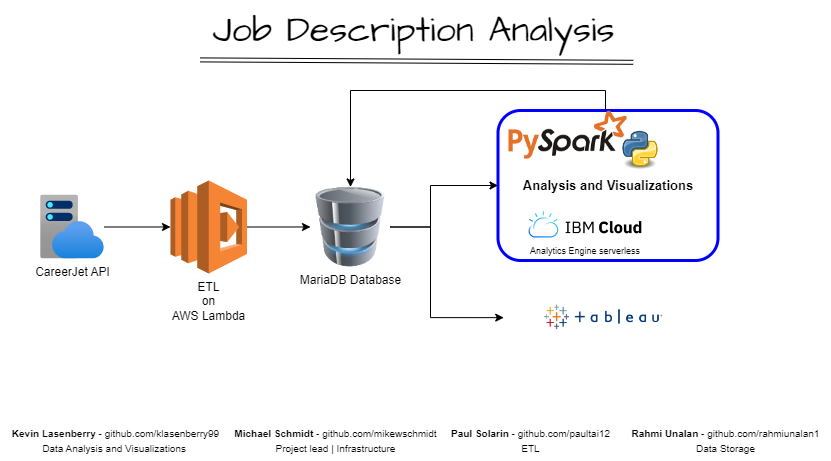 Job Description Analysis
PySpark
Analysis and Visualizations
IBM Cloud
Analytics Engine serverless
CareerJet API
ETL
on
AWS Lambda
MariaDB Database
+ableau
Kevin Lasenberry - github.com/klasenberry99
Data Analysis and Visualizations
Michael Schmidt - github.com/mikewschmidt
Project lead | Infrastructure
Paul Solarin - github.com/paultai12
ETL
Rahmi Unalan - github.com/rahmiunalan1
Data Storage